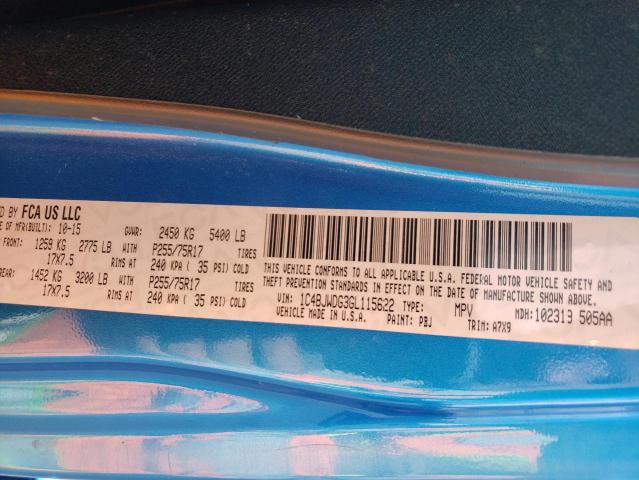 D BY FCA US LLC
E OF MFR(BUILT): 10-15 GVWR: 2450 KG 5400 LB
FRONT: 1259 KG 2775 LB WITH P255/75R17 TIRES
17X7.5 RIMS AT 240 KPA ( 35 PSI) COLD
REAR: 1452 KG 3200 LB WITH P255/75R17 TIRES
17X7.5 RIMS AT 240 KPA ( 35 PSI) COLD
THIS VEHICLE CONFORMS TO ALL APPLICABLE U.S.A. FEDERAL MOTOR VEHICLE SAFETY AND
THEFT PREVENTION STANDARDS IN EFFECT ON THE DATE OF MANUFACTURE SHOWN ABOVE.
VIN: 1C4BJWDG3GL115622 TYPE: MPV MDH:102313 505AA
MADE IN U.S.A. PAINT: PBJ TRIM: A7X9